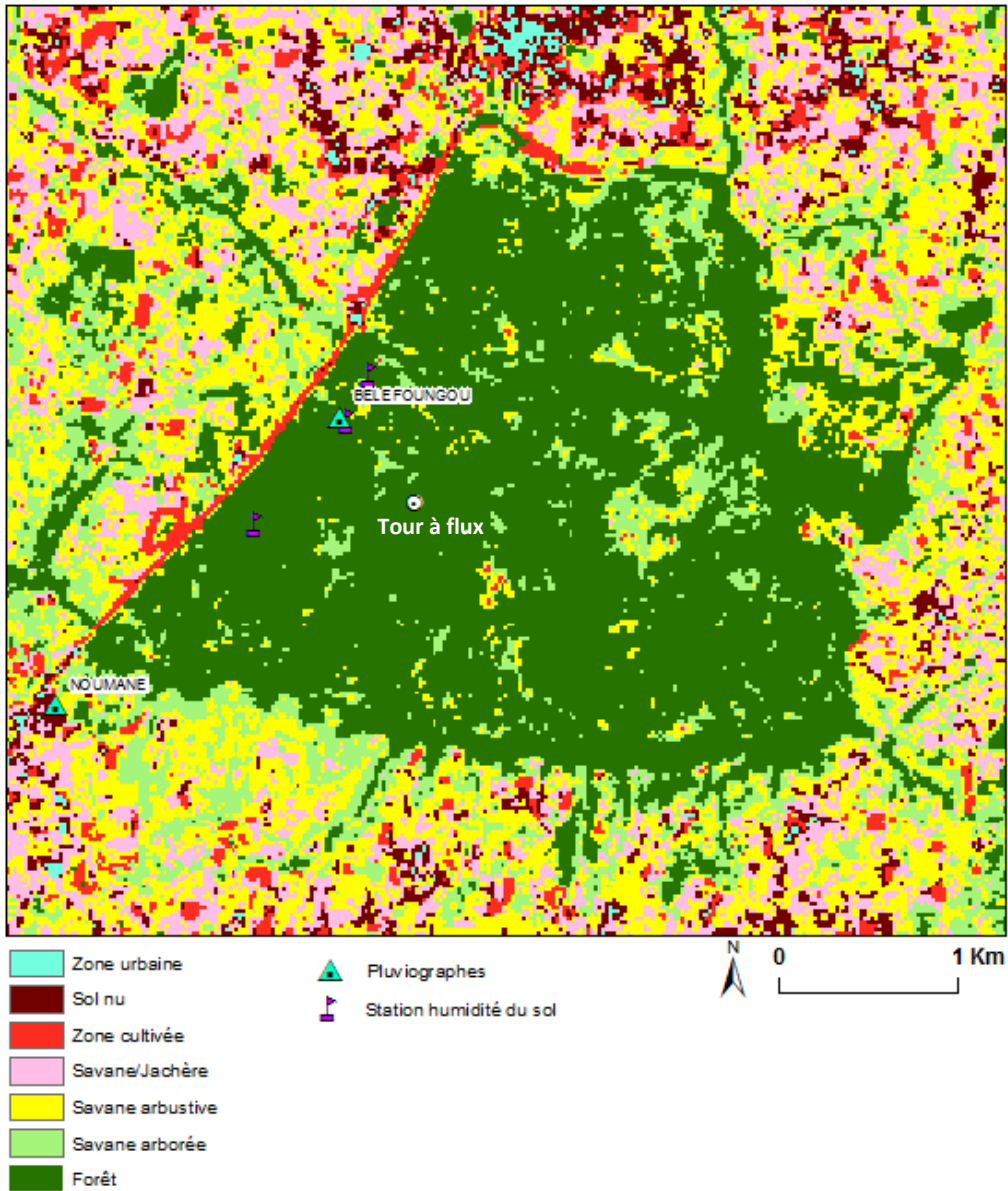 BELEFOUNGOU
Tour à flux
NOUMANE
Zone urbaine
Sol nu
Zone cultivée
Savane/Jachère
Savane arbustive
Savane arborée
Forêt
Pluviographes
Station humidité du sol
N
0 1 Km